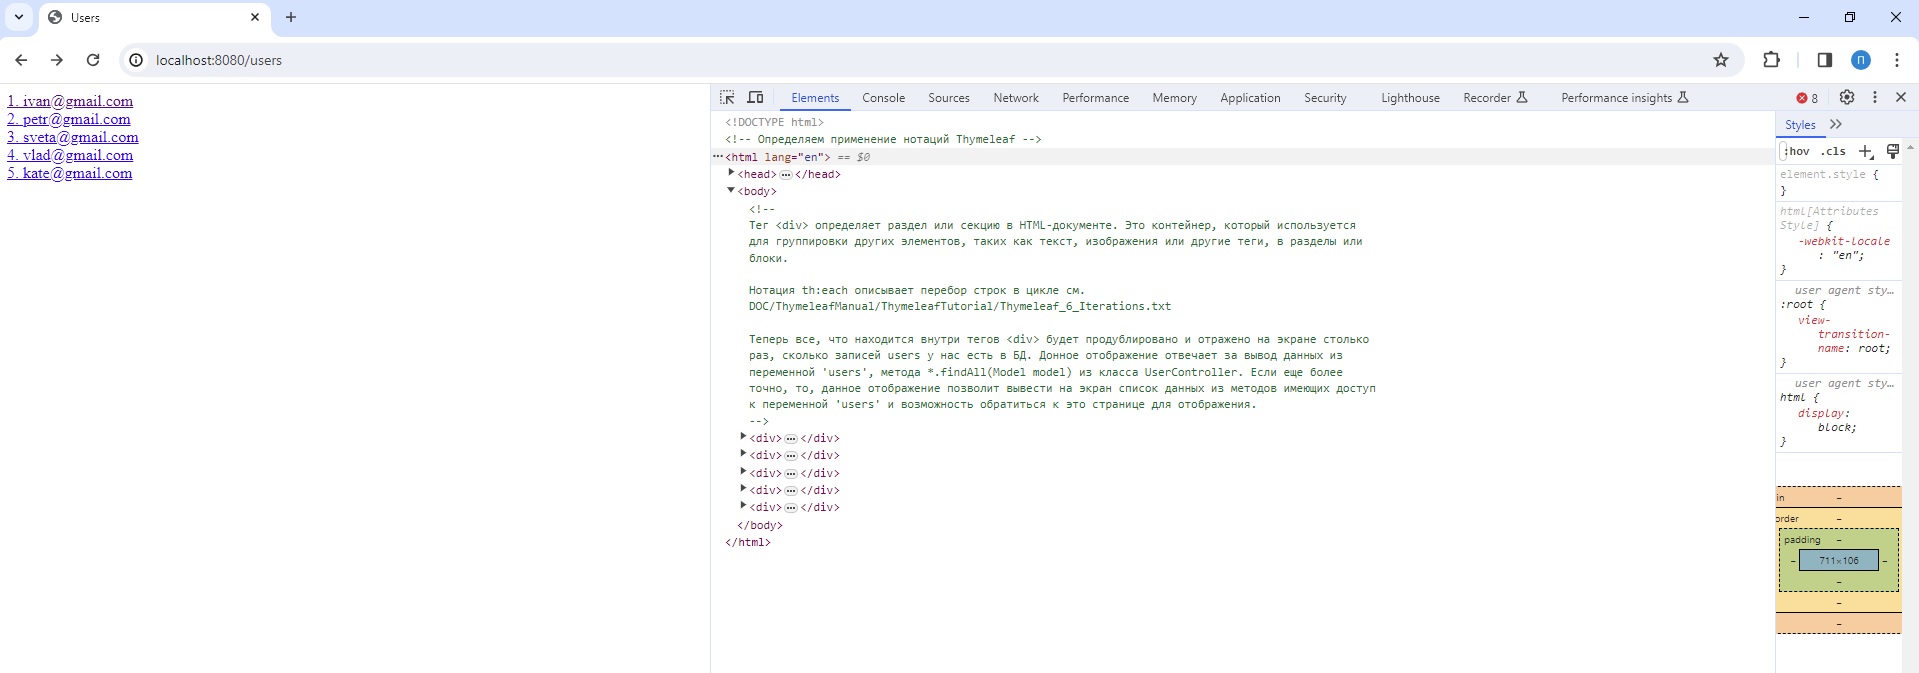 Users
localhost:8080/users
П
1. ivan@gmail.com
2. petr@gmail.com
3. sveta@gmail.com
4. vlad@gmail.com
5. kate@gmail.com
Elements Console Sources Network Performance Memory Application Security Lighthouse Recorder Performance insights 8
<!DOCTYPE html>
<!-- Определяем применение нотаций Thymeleaf -->
<html lang="en"> == $0
<head> </head>
<body>
<!--
Тег <div> определяет раздел или секцию в HTML-документе. Это контейнер, который используется
для группировки других элементов, таких как текст, изображения или другие теги, в разделы или
блоки.
Нотация th:each описывает перебор строк в цикле см.
DOC/ThymeleafManual/ThymeleafTutorial/Thymeleaf_6_Iterations.txt
Теперь все, что находится внутри тегов <div> будет продублировано и отражено на экране столько
раз, сколько записей users у нас есть в БД. Донное отображение отвечает за вывод данных из
переменной 'users', метода *.findAll(Model model) из класса UserController. Если еще более
точно, то, данное отображение позволит вывести на экран список данных из методов имеющих доступ
к переменной 'users' и возможность обратиться к это странице для отображения.
-->
<div> </div>
<div> </div>
<div> </div>
<div> </div>
<div> </div>
</body>
</html>
Styles
:hov .cls
element.style {
}
html[Attributes
Style] {
-webkit-locale
: "en";
}
user agent sty…
:root {
view-
transition-
name: root;
}
user agent sty…
html {
display:
block;
}
in –
order –
padding –
– 711×106 –
–
–
–